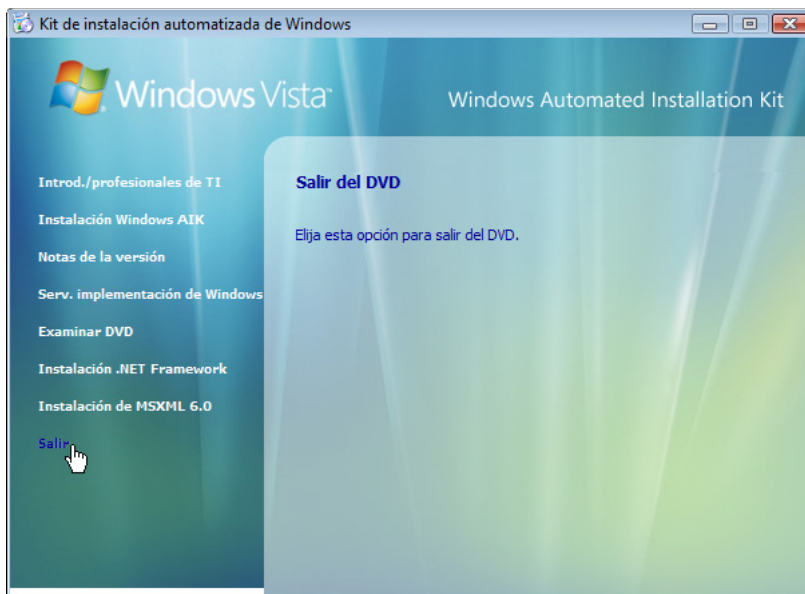 Kit de instalación automatizada de Windows
Windows Vista™
Windows Automated Installation Kit
Introd./profesionales de TI
Instalación Windows AIK
Notas de la versión
Serv. implementación de Windows
Examinar DVD
Instalación .NET Framework
Instalación de MSXML 6.0
Salir
Salir del DVD
Elija esta opción para salir del DVD.